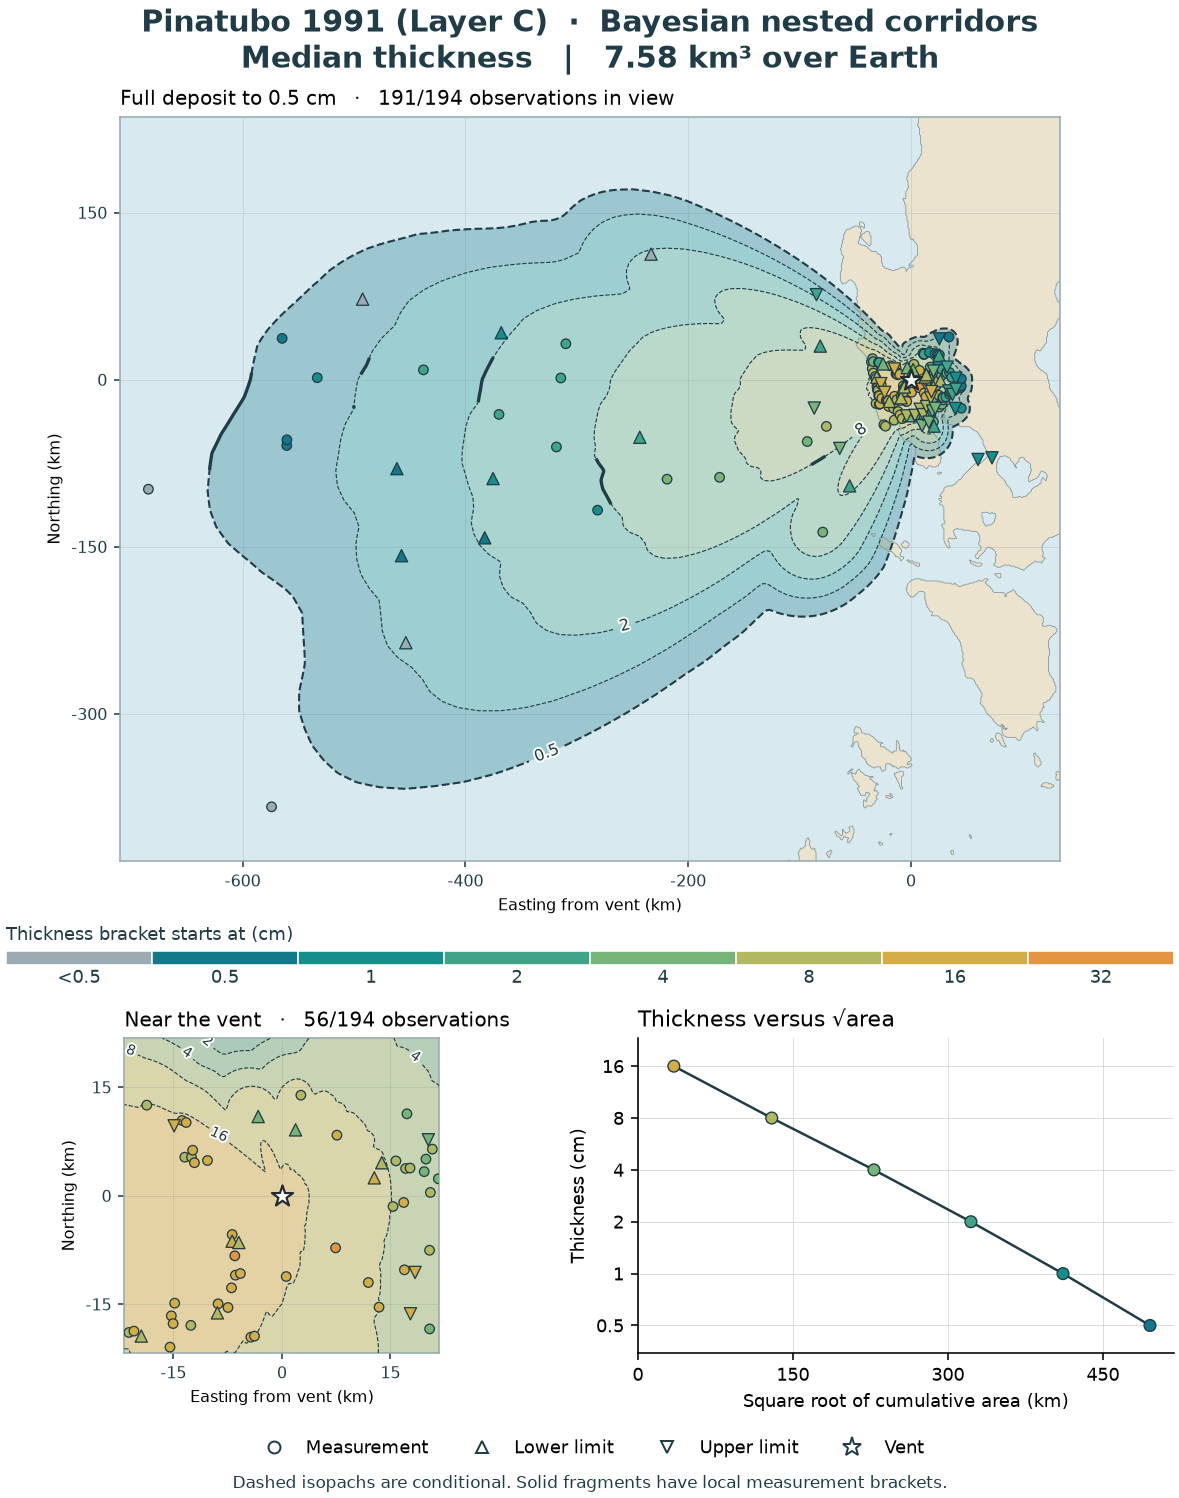 Pinatubo 1991 (Layer C)  ·  Bayesian nested corridors
Median thickness   |   7.58 km³ over Earth
Full deposit to 0.5 cm   ·   191/194 observations in view
150
0
-150
-300
Northing (km)
8
2
0.5
-600
-400
-200
0
Easting from vent (km)
Thickness bracket starts at (cm)
<0.5
0.5
1
2
4
8
16
32
Near the vent   ·   56/194 observations
8
4
2
4
16
15
0
-15
Northing (km)
-15
0
15
Easting from vent (km)
Thickness versus √area
16
8
4
2
1
0.5
Thickness (cm)
0
150
300
450
Square root of cumulative area (km)
Measurement
Lower limit
Upper limit
Vent
Dashed isopachs are conditional. Solid fragments have local measurement brackets.